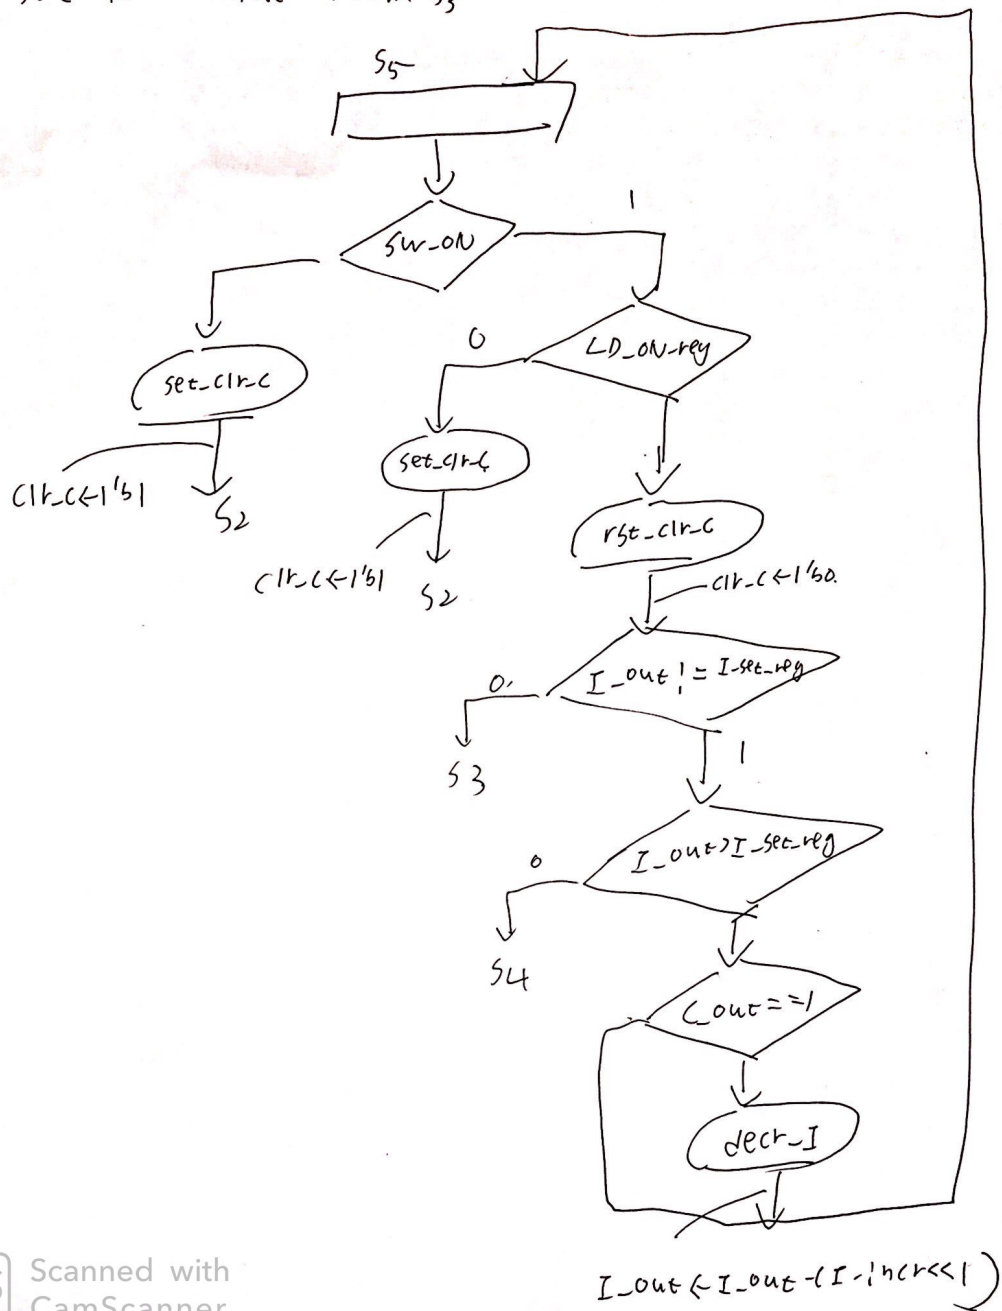 S5
SW_ON
1
set_clr_c
clr_c←1'b1
S2
LD_ON_reg
0
set_clr_c
clr_c←1'b1
S2
rst_clr_c
clr_c←1'b0.
I_out != I_set_reg
0.
S3
1
I_out>I_set_reg
0
S4
C_out==1
decr_I
I_out←I_out-(I_incr<<1)
Scanned with
CamScanner